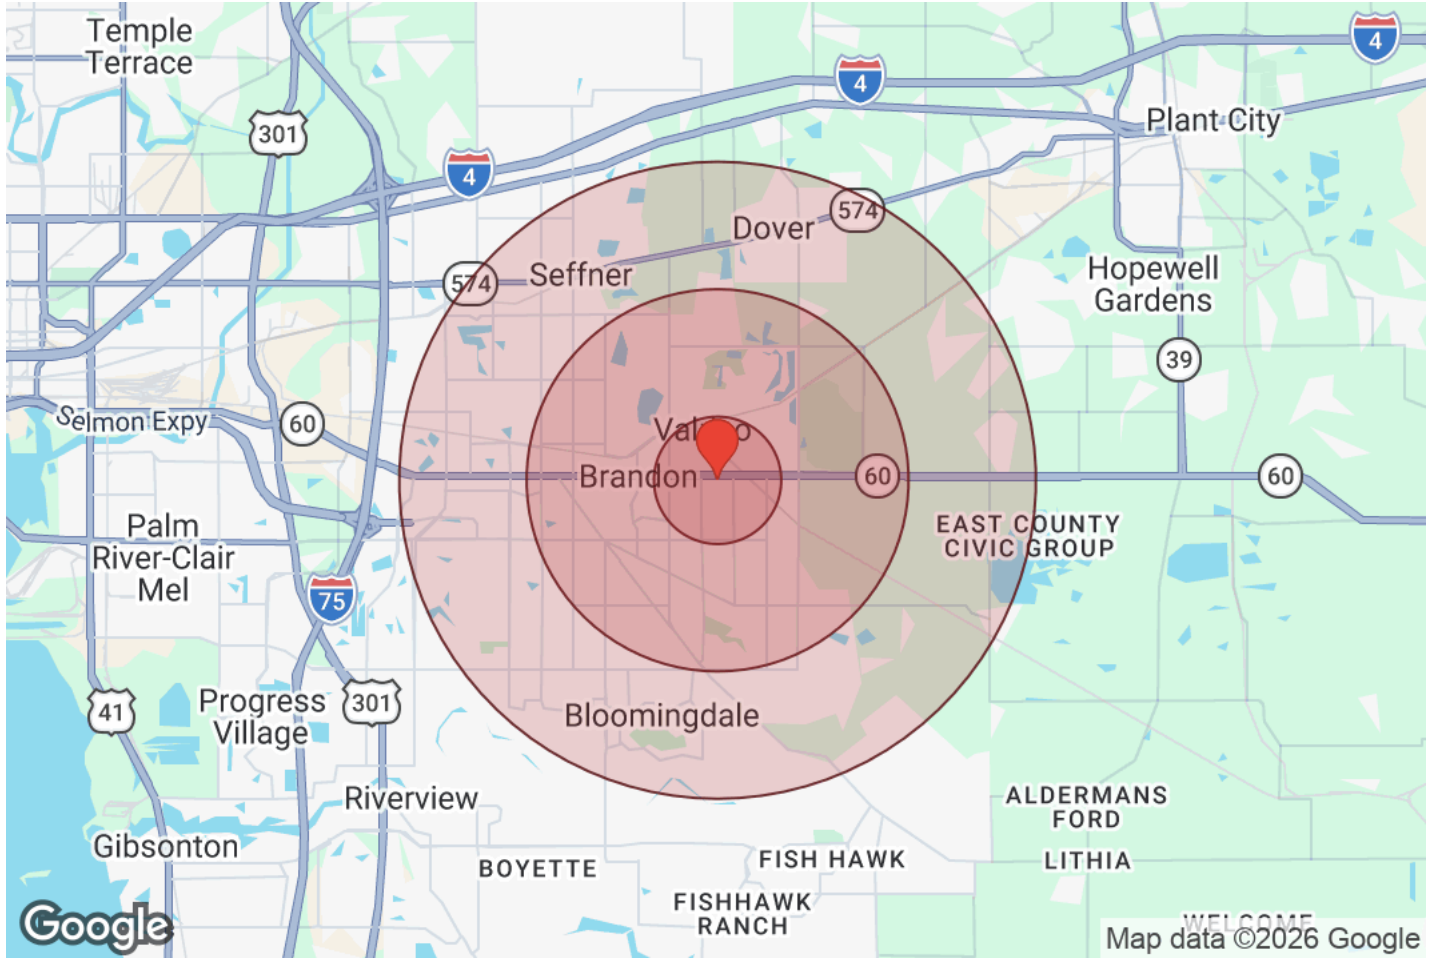 Temple
Terrace
4
4
301
Plant City
4
574
Dover
Hopewell
Gardens
574
Seffner
39
Selmon Expy
60
Brandon
60
60
EAST COUNTY
CIVIC GROUP
Palm
River-Clair
Mel
75
Progress
Village
301
41
Bloomingdale
Riverview
ALDERMANS
FORD
Gibsonton
BOYETTE
FISH HAWK
LITHIA
FISHHAWK
RANCH
WELCOME
Google
Map data ©2026 Google